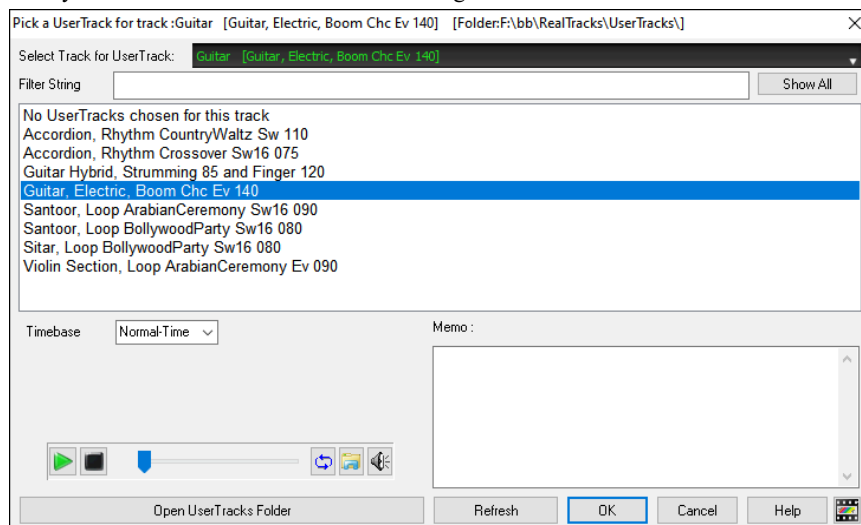 Pick a UserTrack for track :Guitar [Guitar, Electric, Boom Chc Ev 140] [Folder:F:\bb\RealTracks\UserTracks\]
Select Track for UserTrack: Guitar [Guitar, Electric, Boom Chc Ev 140]
Filter String Show All
No UserTracks chosen for this track
Accordion, Rhythm CountryWaltz Sw 110
Accordion, Rhythm Crossover Sw16 075
Guitar Hybrid, Strumming 85 and Finger 120
Guitar, Electric, Boom Chc Ev 140
Santoor, Loop ArabianCeremony Sw16 090
Santoor, Loop BollywoodParty Sw16 080
Sitar, Loop BollywoodParty Sw16 080
Violin Section, Loop ArabianCeremony Ev 090
Timebase Normal-Time Memo :
Open UserTracks Folder Refresh OK Cancel Help